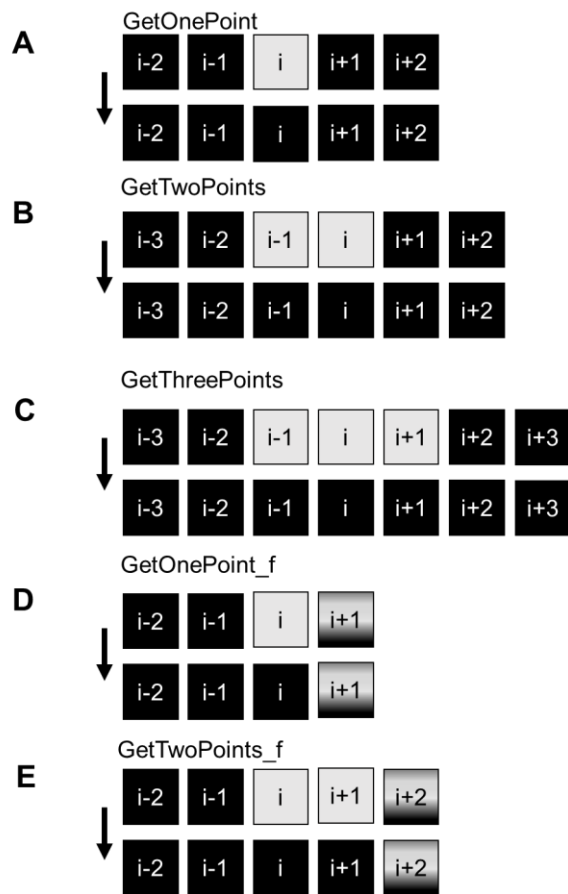 GetOnePoint
A
i-2 i-1 i i+1 i+2
i-2 i-1 i i+1 i+2
GetTwoPoints
B
i-3 i-2 i-1 i i+1 i+2
i-3 i-2 i-1 i i+1 i+2
GetThreePoints
C
i-3 i-2 i-1 i i+1 i+2 i+3
i-3 i-2 i-1 i i+1 i+2 i+3
GetOnePoint_f
D
i-2 i-1 i i+1
i-2 i-1 i i+1
GetTwoPoints_f
E
i-2 i-1 i i+1 i+2
i-2 i-1 i i+1 i+2